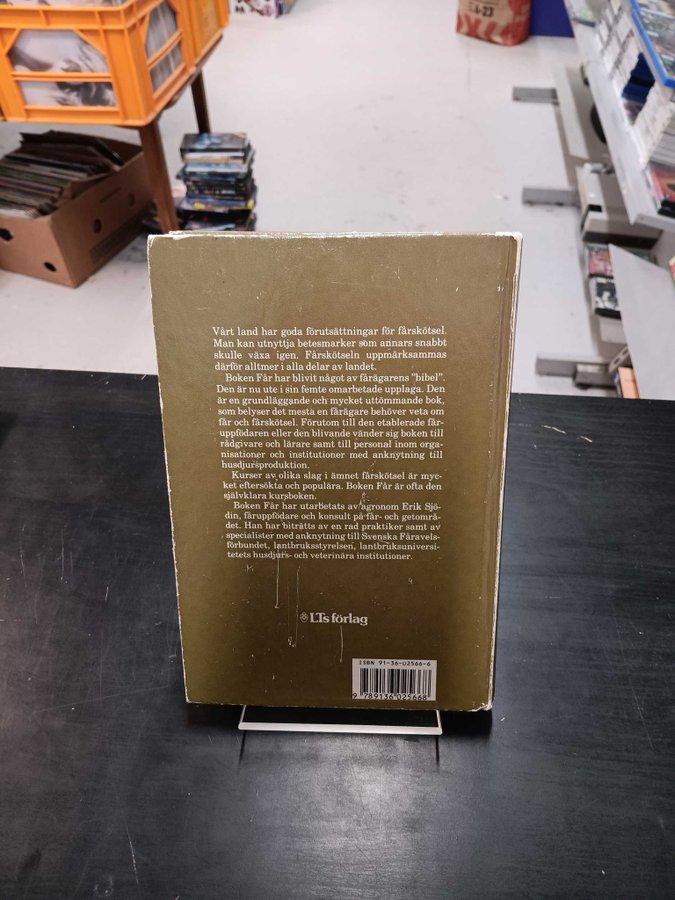 4-23
Vårt land har goda förutsättningar för fårskötsel.
Man kan utnyttja betesmarker som annars snabbt
skulle växa igen. Fårskötseln uppmärksammas
därför alltmer i alla delar av landet.
Boken Får har blivit något av fårägarens "bibel".
Den är nu ute i sin femte omarbetade upplaga. Den
är en grundläggande och mycket uttömmande bok,
som belyser det mesta en fårägare behöver veta om
får och fårskötsel. Förutom till den etablerade får-
uppfödaren eller den blivande vänder sig boken till
rådgivare och lärare samt till personal inom orga-
nisationer och institutioner med anknytning till
husdjursproduktion.
Kurser av olika slag i ämnet fårskötsel är myc-
ket eftersökta och populära. Boken Får är ofta den
självklara kursboken.
Boken Får har utarbetats av agronom Erik Sjö-
din, fåruppfödare och konsult på får- och getområ-
det. Han har biträtts av en rad praktiker samt av
specialister med anknytning till Svenska Fåravels-
förbundet, lantbruksstyrelsen, lantbruksuniversi-
tetets husdjurs- och veterinära institutioner.
LTs förlag
ISBN 91-36-02566-6
9 789136 025668